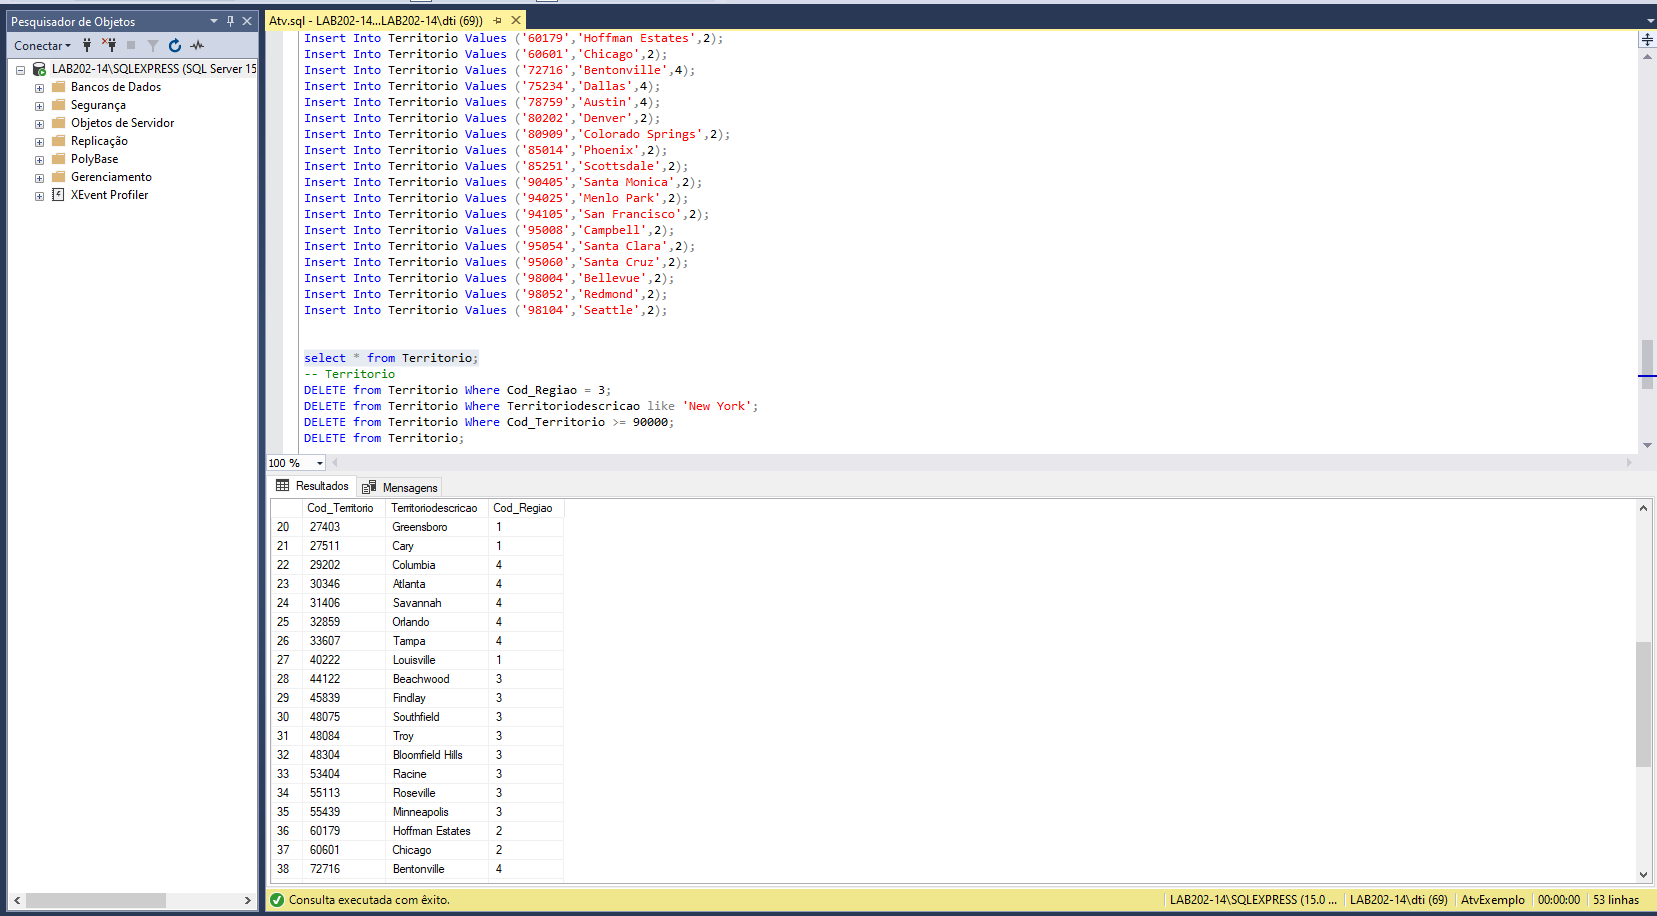 Pesquisador de Objetos
Conectar
LAB202-14\SQLEXPRESS (SQL Server 15
Bancos de Dados
Segurança
Objetos de Servidor
Replicação
PolyBase
Gerenciamento
XEvent Profiler
Atv.sql - LAB202-14...LAB202-14\dti (69))
Insert Into Territorio Values ('60179','Hoffman Estates',2);
Insert Into Territorio Values ('60601','Chicago',2);
Insert Into Territorio Values ('72716','Bentonville',4);
Insert Into Territorio Values ('75234','Dallas',4);
Insert Into Territorio Values ('78759','Austin',4);
Insert Into Territorio Values ('80202','Denver',2);
Insert Into Territorio Values ('80909','Colorado Springs',2);
Insert Into Territorio Values ('85014','Phoenix',2);
Insert Into Territorio Values ('85251','Scottsdale',2);
Insert Into Territorio Values ('90405','Santa Monica',2);
Insert Into Territorio Values ('94025','Menlo Park',2);
Insert Into Territorio Values ('94105','San Francisco',2);
Insert Into Territorio Values ('95008','Campbell',2);
Insert Into Territorio Values ('95054','Santa Clara',2);
Insert Into Territorio Values ('95060','Santa Cruz',2);
Insert Into Territorio Values ('98004','Bellevue',2);
Insert Into Territorio Values ('98052','Redmond',2);
Insert Into Territorio Values ('98104','Seattle',2);
select * from Territorio;
-- Territorio
DELETE from Territorio Where Cod_Regiao = 3;
DELETE from Territorio Where Territoriodescricao like 'New York';
DELETE from Territorio Where Cod_Territorio >= 90000;
DELETE from Territorio;
100 %
Resultados Mensagens
Cod_Territorio Territoriodescricao Cod_Regiao
20 27403 Greensboro 1
21 27511 Cary 1
22 29202 Columbia 4
23 30346 Atlanta 4
24 31406 Savannah 4
25 32859 Orlando 4
26 33607 Tampa 4
27 40222 Louisville 1
28 44122 Beachwood 3
29 45839 Findlay 3
30 48075 Southfield 3
31 48084 Troy 3
32 48304 Bloomfield Hills 3
33 53404 Racine 3
34 55113 Roseville 3
35 55439 Minneapolis 3
36 60179 Hoffman Estates 2
37 60601 Chicago 2
38 72716 Bentonville 4
Consulta executada com êxito. LAB202-14\SQLEXPRESS (15.0 ... LAB202-14\dti (69) AtvExemplo 00:00:00 53 linhas